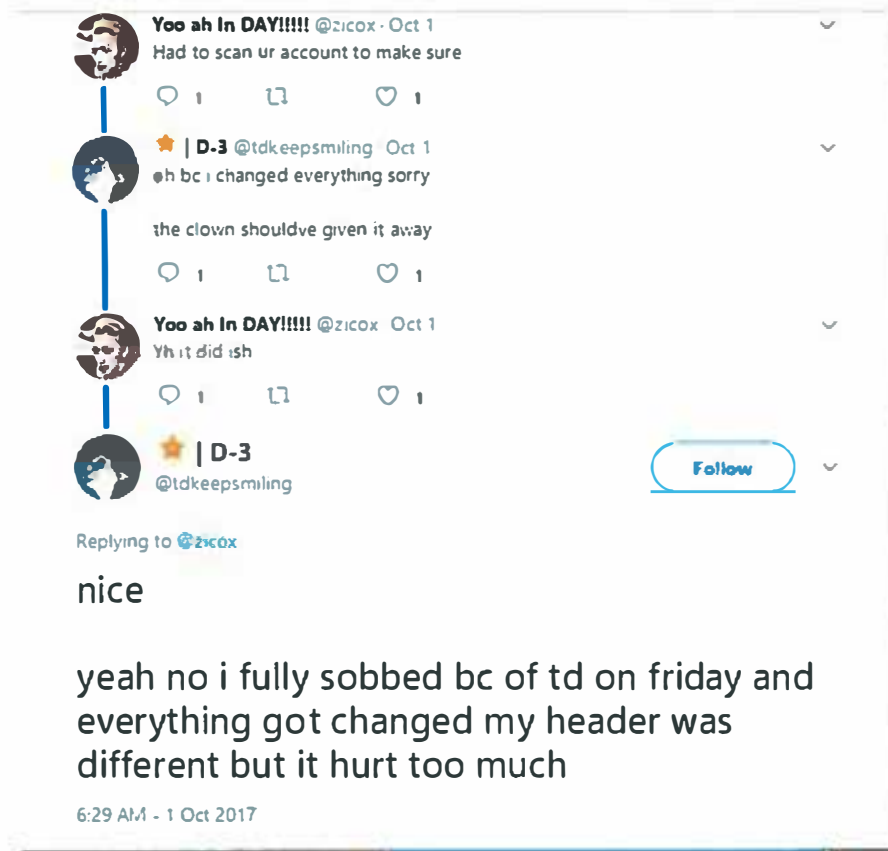 Yoo ah In DAY!!!!! @zicox · Oct 1
Had to scan ur account to make sure
1 1
| D-3 @tdkeepsmiling Oct 1
oh bc i changed everything sorry
the clown shouldve given it away
1 1
Yoo ah In DAY!!!!! @zicox Oct 1
Yh it did ish
1 1
| D-3
Follow
@tdkeepsmiling
Replying to @zicox
nice
yeah no i fully sobbed bc of td on friday and
everything got changed my header was
different but it hurt too much
6:29 AM - 1 Oct 2017